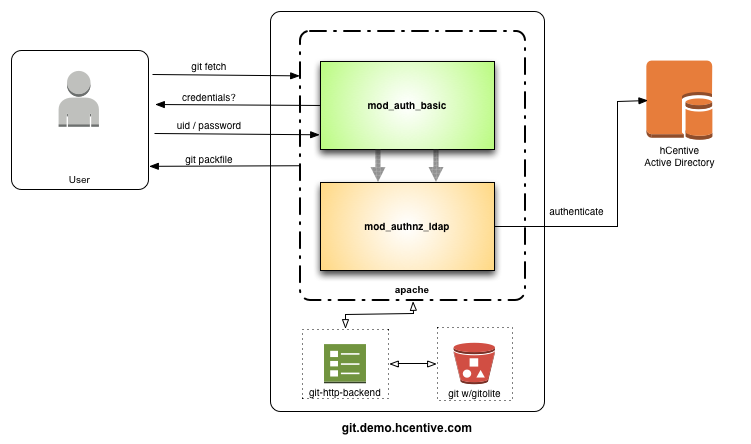 git fetch
credentials?
uid / password
git packfile
User
mod_auth_basic
mod_authnz_ldap
apache
authenticate
hCentive
Active Directory
git-http-backend
git w/gitolite
git.demo.hcentive.com